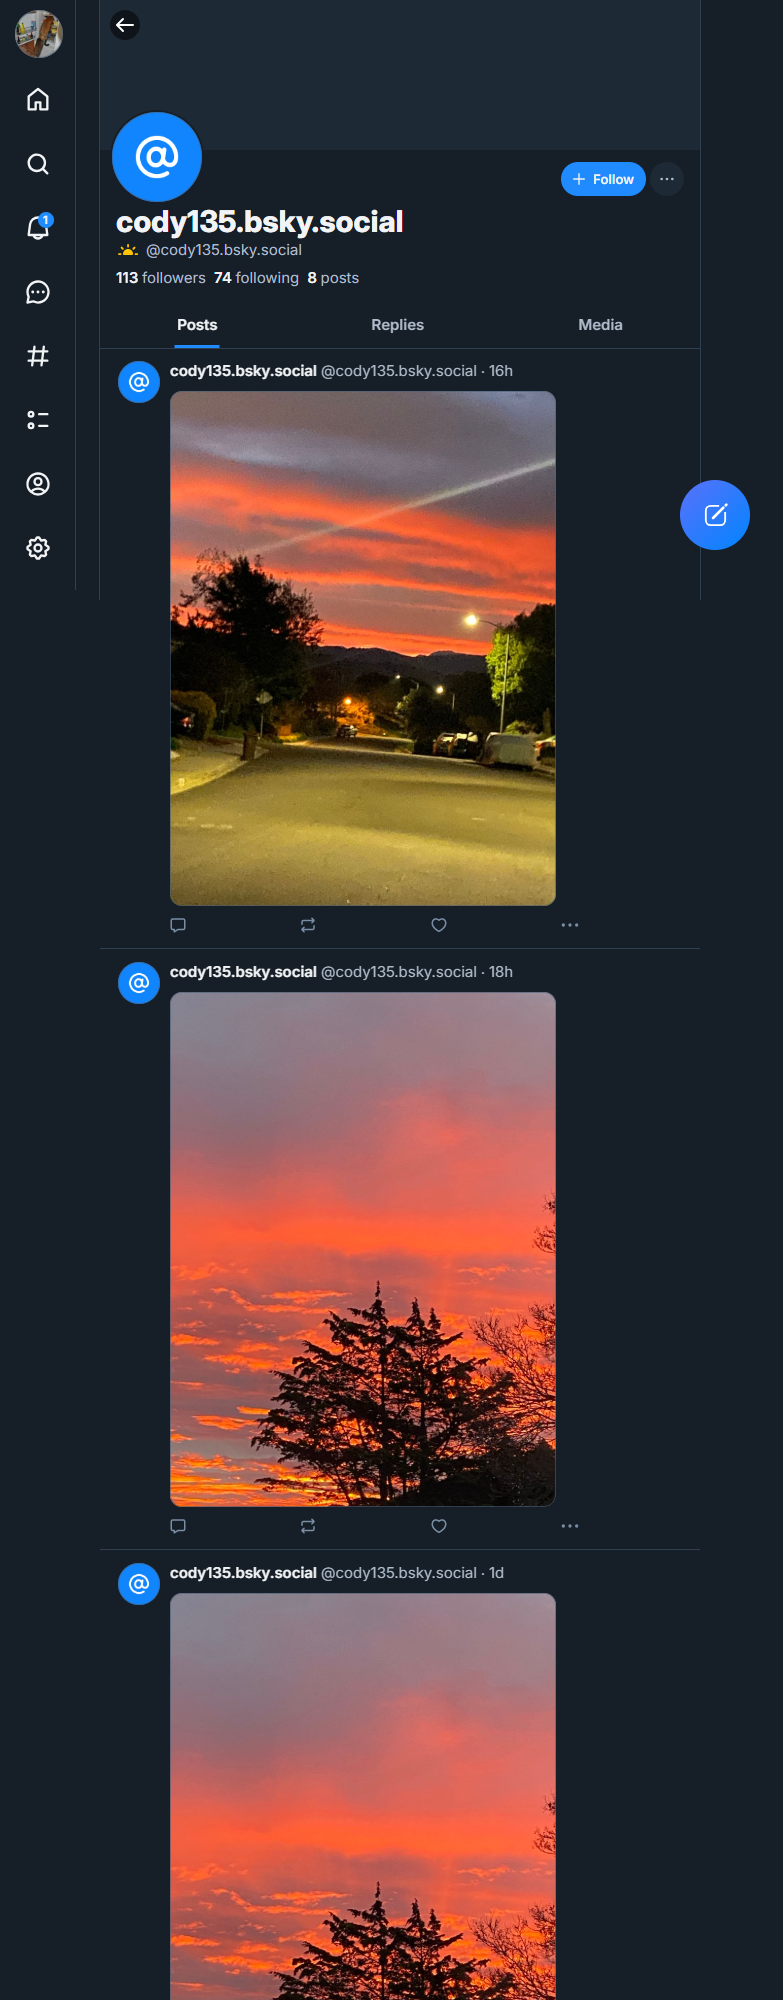 1
@
+ Follow
cody135.bsky.social
@cody135.bsky.social
113 followers 74 following 8 posts
Posts Replies Media
@ cody135.bsky.social @cody135.bsky.social · 16h
@ cody135.bsky.social @cody135.bsky.social · 18h
@ cody135.bsky.social @cody135.bsky.social · 1d